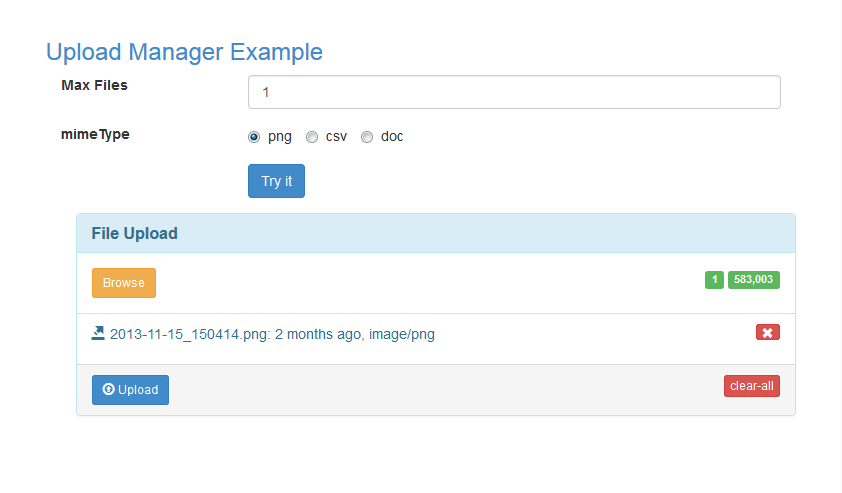 Upload Manager Example
Max Files
1
mimeType
png csv doc
Try it
File Upload
Browse
1 583,003
2013-11-15_150414.png: 2 months ago, image/png
Upload
clear-all